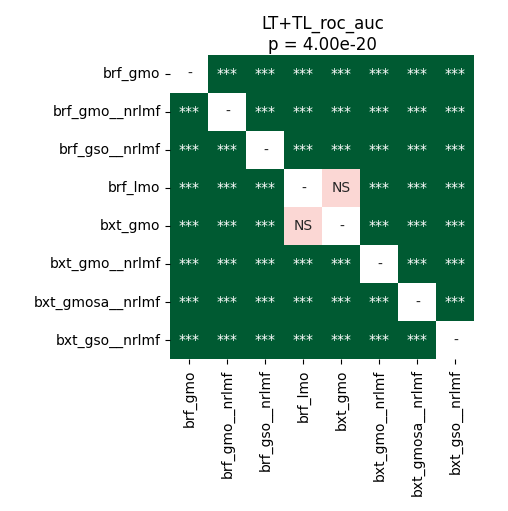 LT+TL_roc_auc
p = 4.00e-20
brf_gmo - *** *** *** *** *** *** ***
brf_gmo__nrlmf *** - *** *** *** *** *** ***
brf_gso__nrlmf *** *** - *** *** *** *** ***
brf_lmo *** *** *** - NS *** *** ***
bxt_gmo *** *** *** NS - *** *** ***
bxt_gmo__nrlmf *** *** *** *** *** - *** ***
bxt_gmosa__nrlmf *** *** *** *** *** *** - ***
bxt_gso__nrlmf *** *** *** *** *** *** *** -
brf_gmo
brf_gmo__nrlmf
brf_gso__nrlmf
brf_lmo
bxt_gmo
bxt_gmo__nrlmf
bxt_gmosa__nrlmf
bxt_gso__nrlmf